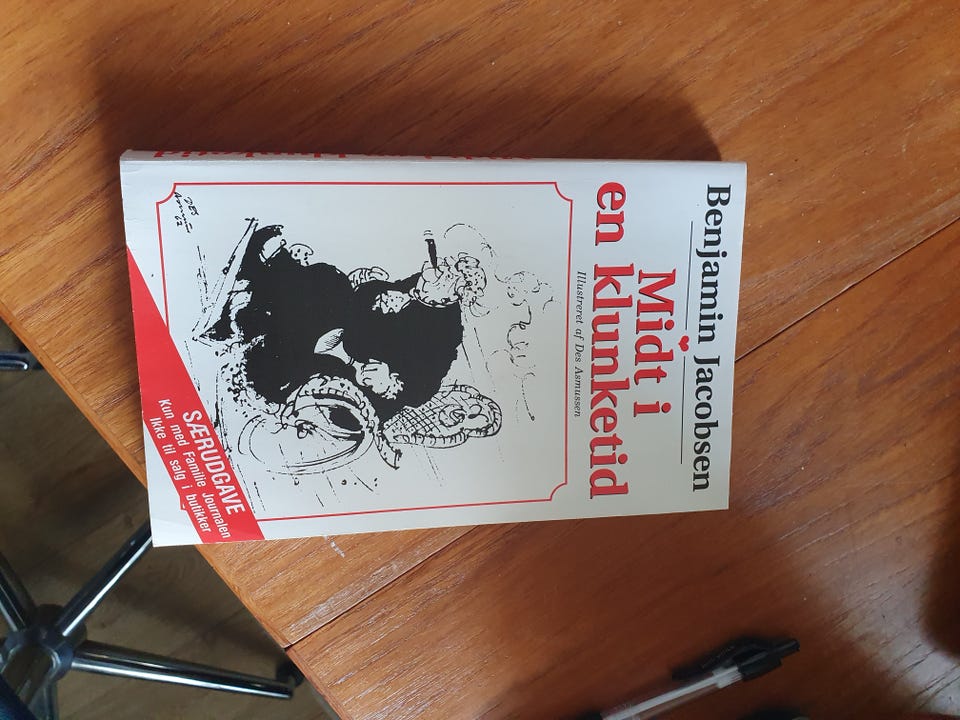 Benjamin Jacobsen
Midt i
en klunketid
Illustreret af Des Asmussen
SÆRUDGAVE
Kun med Familie Journalen
Ikke til salg i butikker